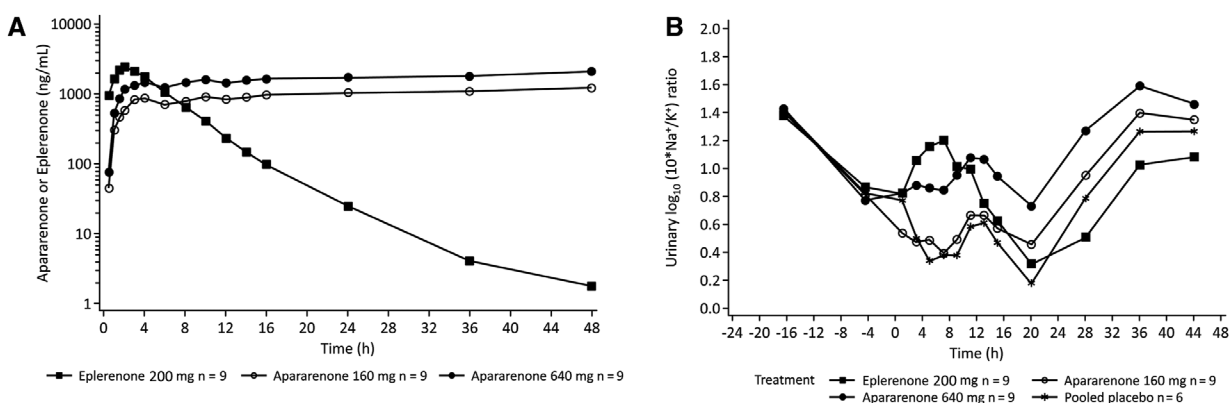 A
Apararenone or Eplerenone (ng/mL)
10000
1000
100
10
1
0 4 8 12 16 20 24 28 32 36 40 44 48
Time (h)
Eplerenone 200 mg n = 9 Apararenone 160 mg n = 9 Apararenone 640 mg n = 9
B
Urinary log10 (10*Na+/K+) ratio
2.0
1.8
1.6
1.4
1.2
1.0
0.8
0.6
0.4
0.2
0.0
-24 -20 -16 -4 0 4 8 12 16 20 24 28 32 36 40 44 48
Time (h)
Treatment Eplerenone 200 mg n = 9 Apararenone 160 mg n = 9
Apararenone 640 mg n = 9 Pooled placebo n = 6